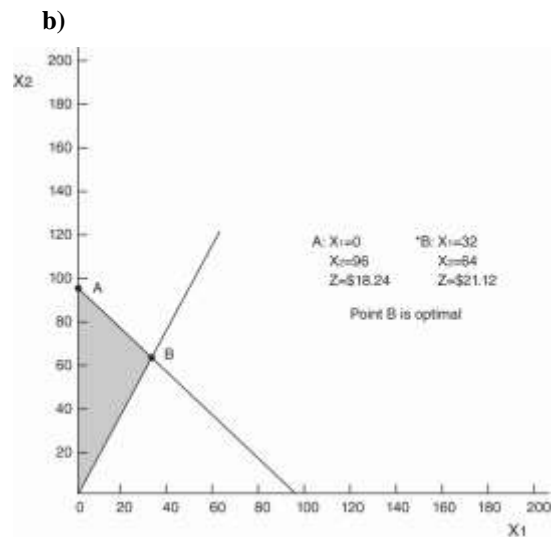 b)
200
X2
180
160
140
120
A: X1=0 *B: X1=32
X2=96 X2=64
Z=$18.24 Z=$21.12
100
A
Point B is optimal
80
B
60
40
20
0 20 40 60 80 100 120 140 160 180 200
X1